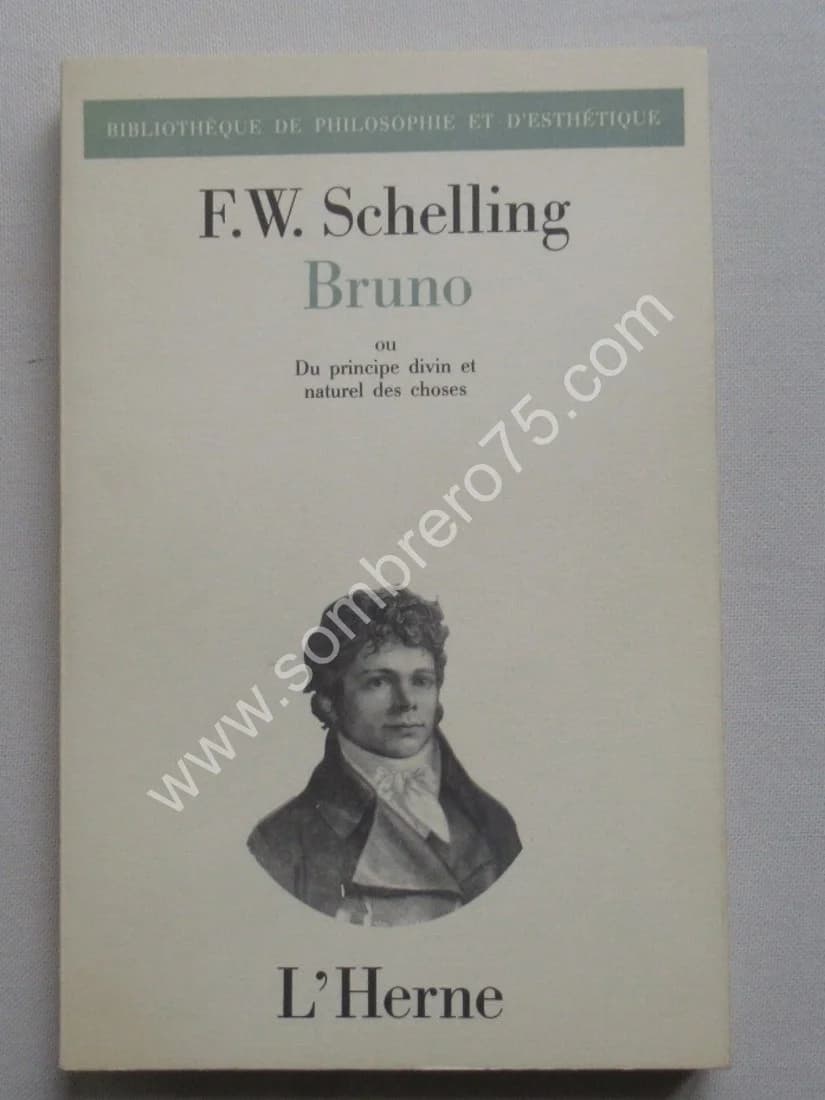 BIBLIOTHÈQUE DE PHILOSOPHIE ET D'ESTHÉTIQUE
F.W. Schelling
Bruno
ou
Du principe divin et
naturel des choses
www.sombrero75.com
L'Herne